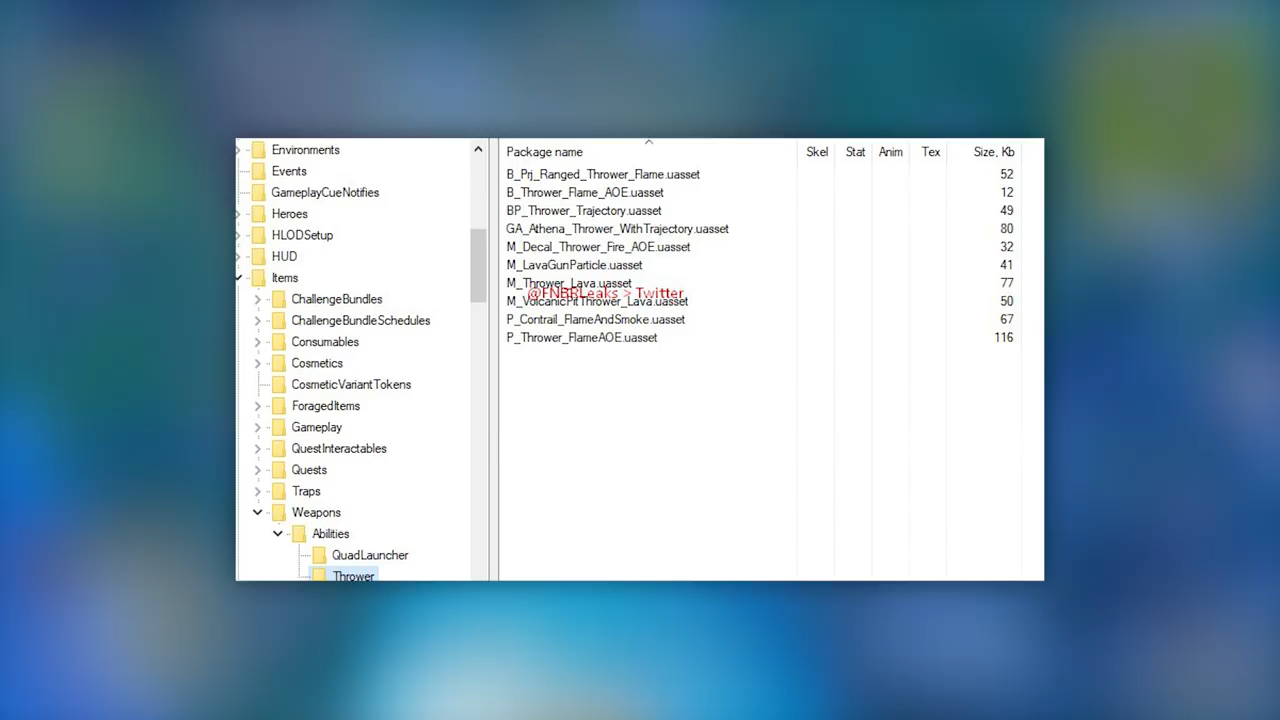 Environments
Events
GameplayCueNotifies
Heroes
HLODSetup
HUD
Items
ChallengeBundles
ChallengeBundleSchedules
Consumables
Cosmetics
CosmeticVariantTokens
ForagedItems
Gameplay
QuestInteractables
Quests
Traps
Weapons
Abilities
QuadLauncher
Thrower
Package name Skel Stat Anim Tex Size, Kb
B_Prj_Ranged_Thrower_Flame.uasset 52
B_Thrower_Flame_AOE.uasset 12
BP_Thrower_Trajectory.uasset 49
GA_Athena_Thrower_WithTrajectory.uasset 80
M_Decal_Thrower_Fire_AOE.uasset 32
M_LavaGunParticle.uasset 41
M_Thrower_Lava.uasset 77
@FNBRLeaks > Twitter
M_VolcanicPitThrower_Lava.uasset 50
P_Contrail_FlameAndSmoke.uasset 67
P_Thrower_FlameAOE.uasset 116